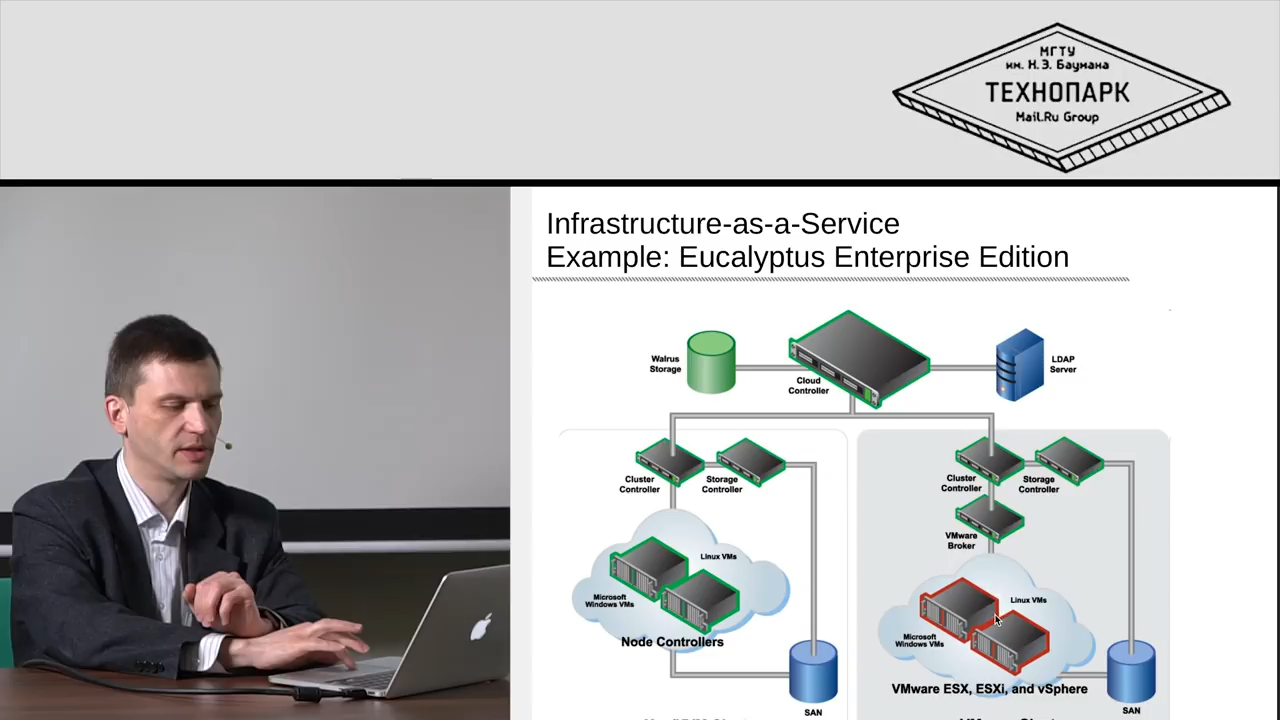 МГТУ
им. Н.Э. Баумана
ТЕХНОПАРК
Mail.Ru Group
Infrastructure-as-a-Service
Example: Eucalyptus Enterprise Edition
Walrus
Storage
Cloud
Controller
LDAP
Server
Cluster
Controller
Storage
Controller
Linux VMs
Microsoft
Windows VMs
Node Controllers
SAN
Cluster
Controller
Storage
Controller
VMware
Broker
Linux VMs
Microsoft
Windows VMs
VMware ESX, ESXi, and vSphere
SAN